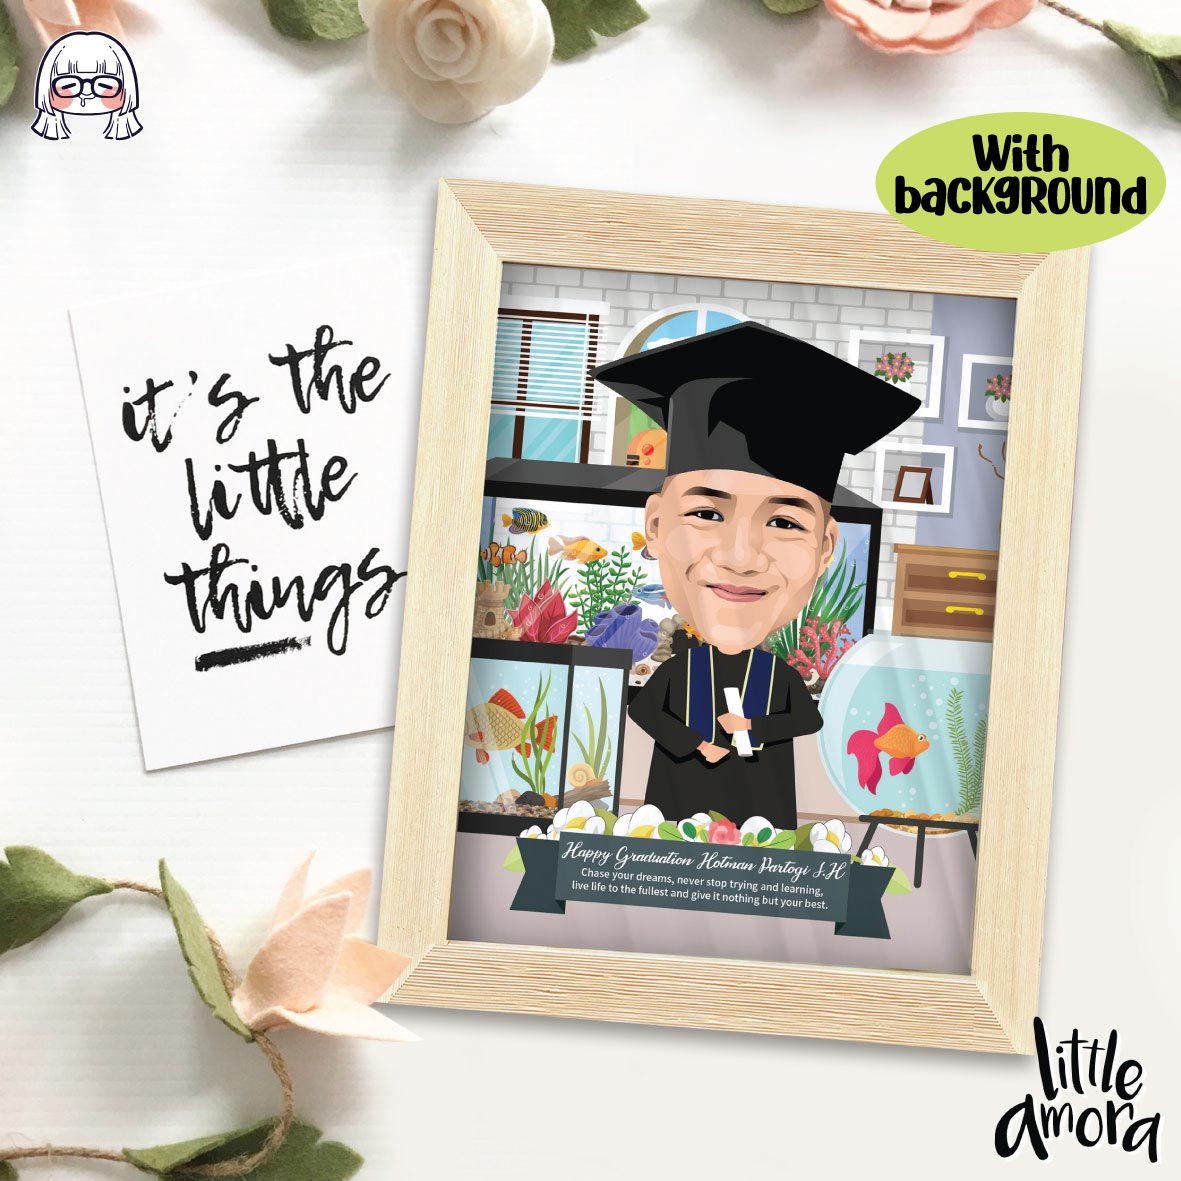 With
background
it's the
little
things
Happy Graduation Hotman Partogi S.H
Chase your dreams, never stop trying and learning,
live life to the fullest and give it nothing but your best.
little
amora